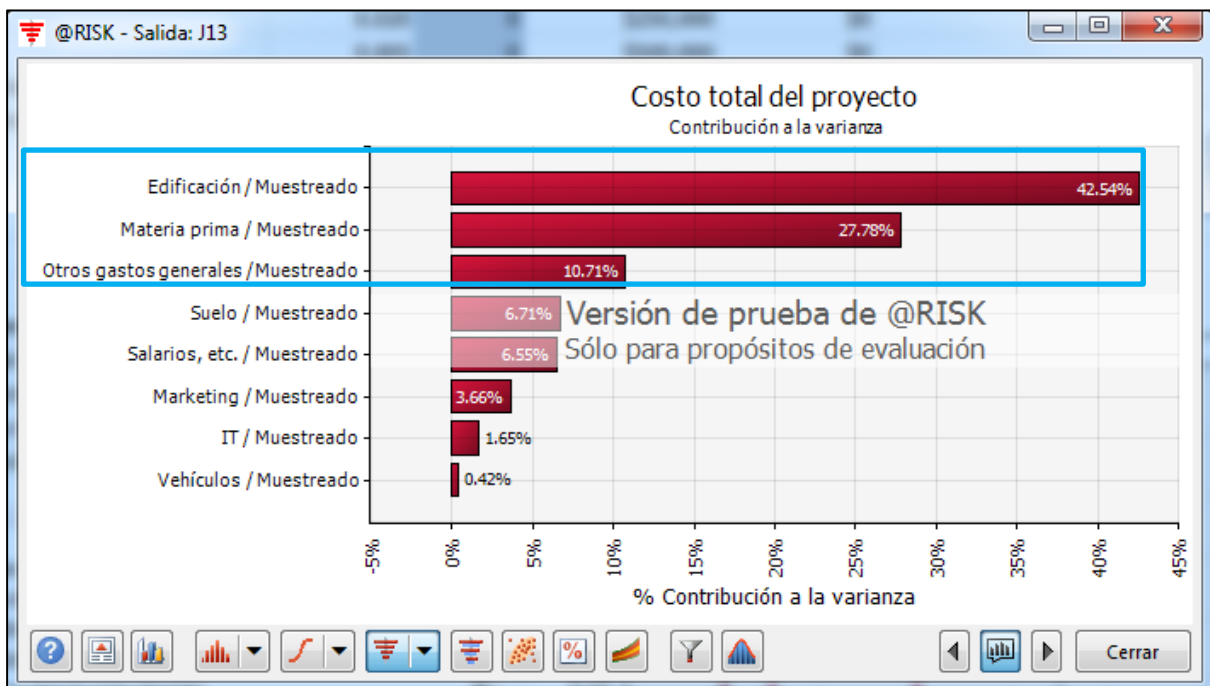 @RISK - Salida: J13
Costo total del proyecto
Contribución a la varianza
Edificación / Muestreado
42.54%
Materia prima / Muestreado
27.78%
Otros gastos generales / Muestreado
10.71%
Suelo / Muestreado
6.71%
Versión de prueba de @RISK
Salarios, etc. / Muestreado
6.55%
Sólo para propósitos de evaluación
Marketing / Muestreado
3.66%
IT / Muestreado
1.65%
Vehículos / Muestreado
0.42%
-5%
0%
5%
10%
15%
20%
25%
30%
35%
40%
45%
% Contribución a la varianza
Cerrar